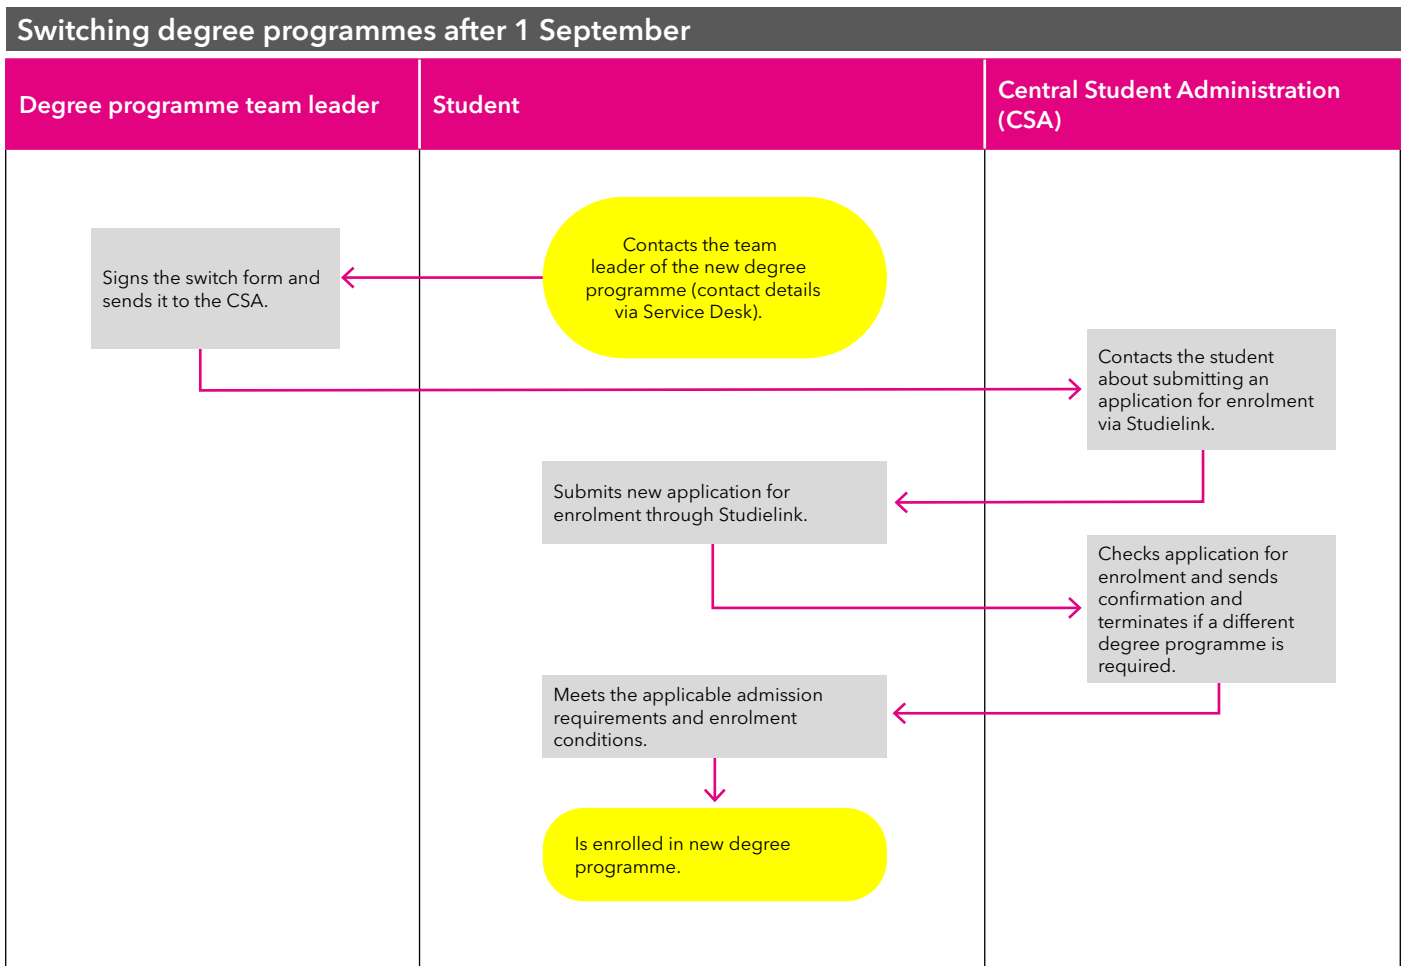 Switching degree programmes after 1 September
Degree programme team leader
Student
Central Student Administration
(CSA)
Contacts the team
leader of the new degree
programme (contact details
via Service Desk).
Signs the switch form and
sends it to the CSA.
Contacts the student
about submitting an
application for enrolment
via Studielink.
Submits new application for
enrolment through Studielink.
Checks application for
enrolment and sends
confirmation and
terminates if a different
degree programme is
required.
Meets the applicable admission
requirements and enrolment
conditions.
Is enrolled in new degree
programme.